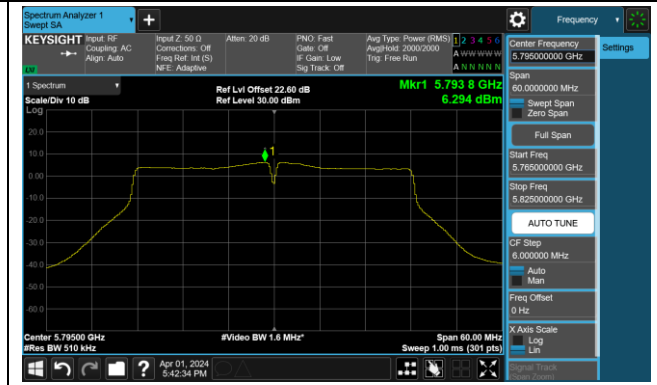 Spectrum Analyzer 1
Swept SA
+
Frequency
KEYSIGHT
Input: RF
Coupling: AC
Align: Auto
Input Z: 50 Ω
Corrections: Off
Freq Ref: Int (S)
NFE: Adaptive
Atten: 20 dB
PNO: Fast
Gate: Off
IF Gain: Low
Sig Track: Off
Avg Type: Power (RMS)
Avg|Hold: 2000/2000
Trig: Free Run
1 2 3 4 5 6
A W W W W W
A N N N N N
LXI
1 Spectrum
Scale/Div 10 dB
Ref Lvl Offset 22.60 dB
Ref Level 30.00 dBm
Mkr1 5.793 8 GHz
6.294 dBm
Log
20.0
10.0
0.00
-10.0
-20.0
-30.0
-40.0
-50.0
-60.0
1
Center 5.79500 GHz
#Res BW 510 kHz
#Video BW 1.6 MHz*
Span 60.00 MHz
Sweep 1.00 ms (301 pts)
Center Frequency
5.795000000 GHz
Settings
Span
60.0000000 MHz
Swept Span
Zero Span
Full Span
Start Freq
5.765000000 GHz
Stop Freq
5.825000000 GHz
AUTO TUNE
CF Step
6.000000 MHz
Auto
Man
Freq Offset
0 Hz
X Axis Scale
Log
Lin
Signal Track
(Span Zoom)
?
Apr 01, 2024
5:42:34 PM